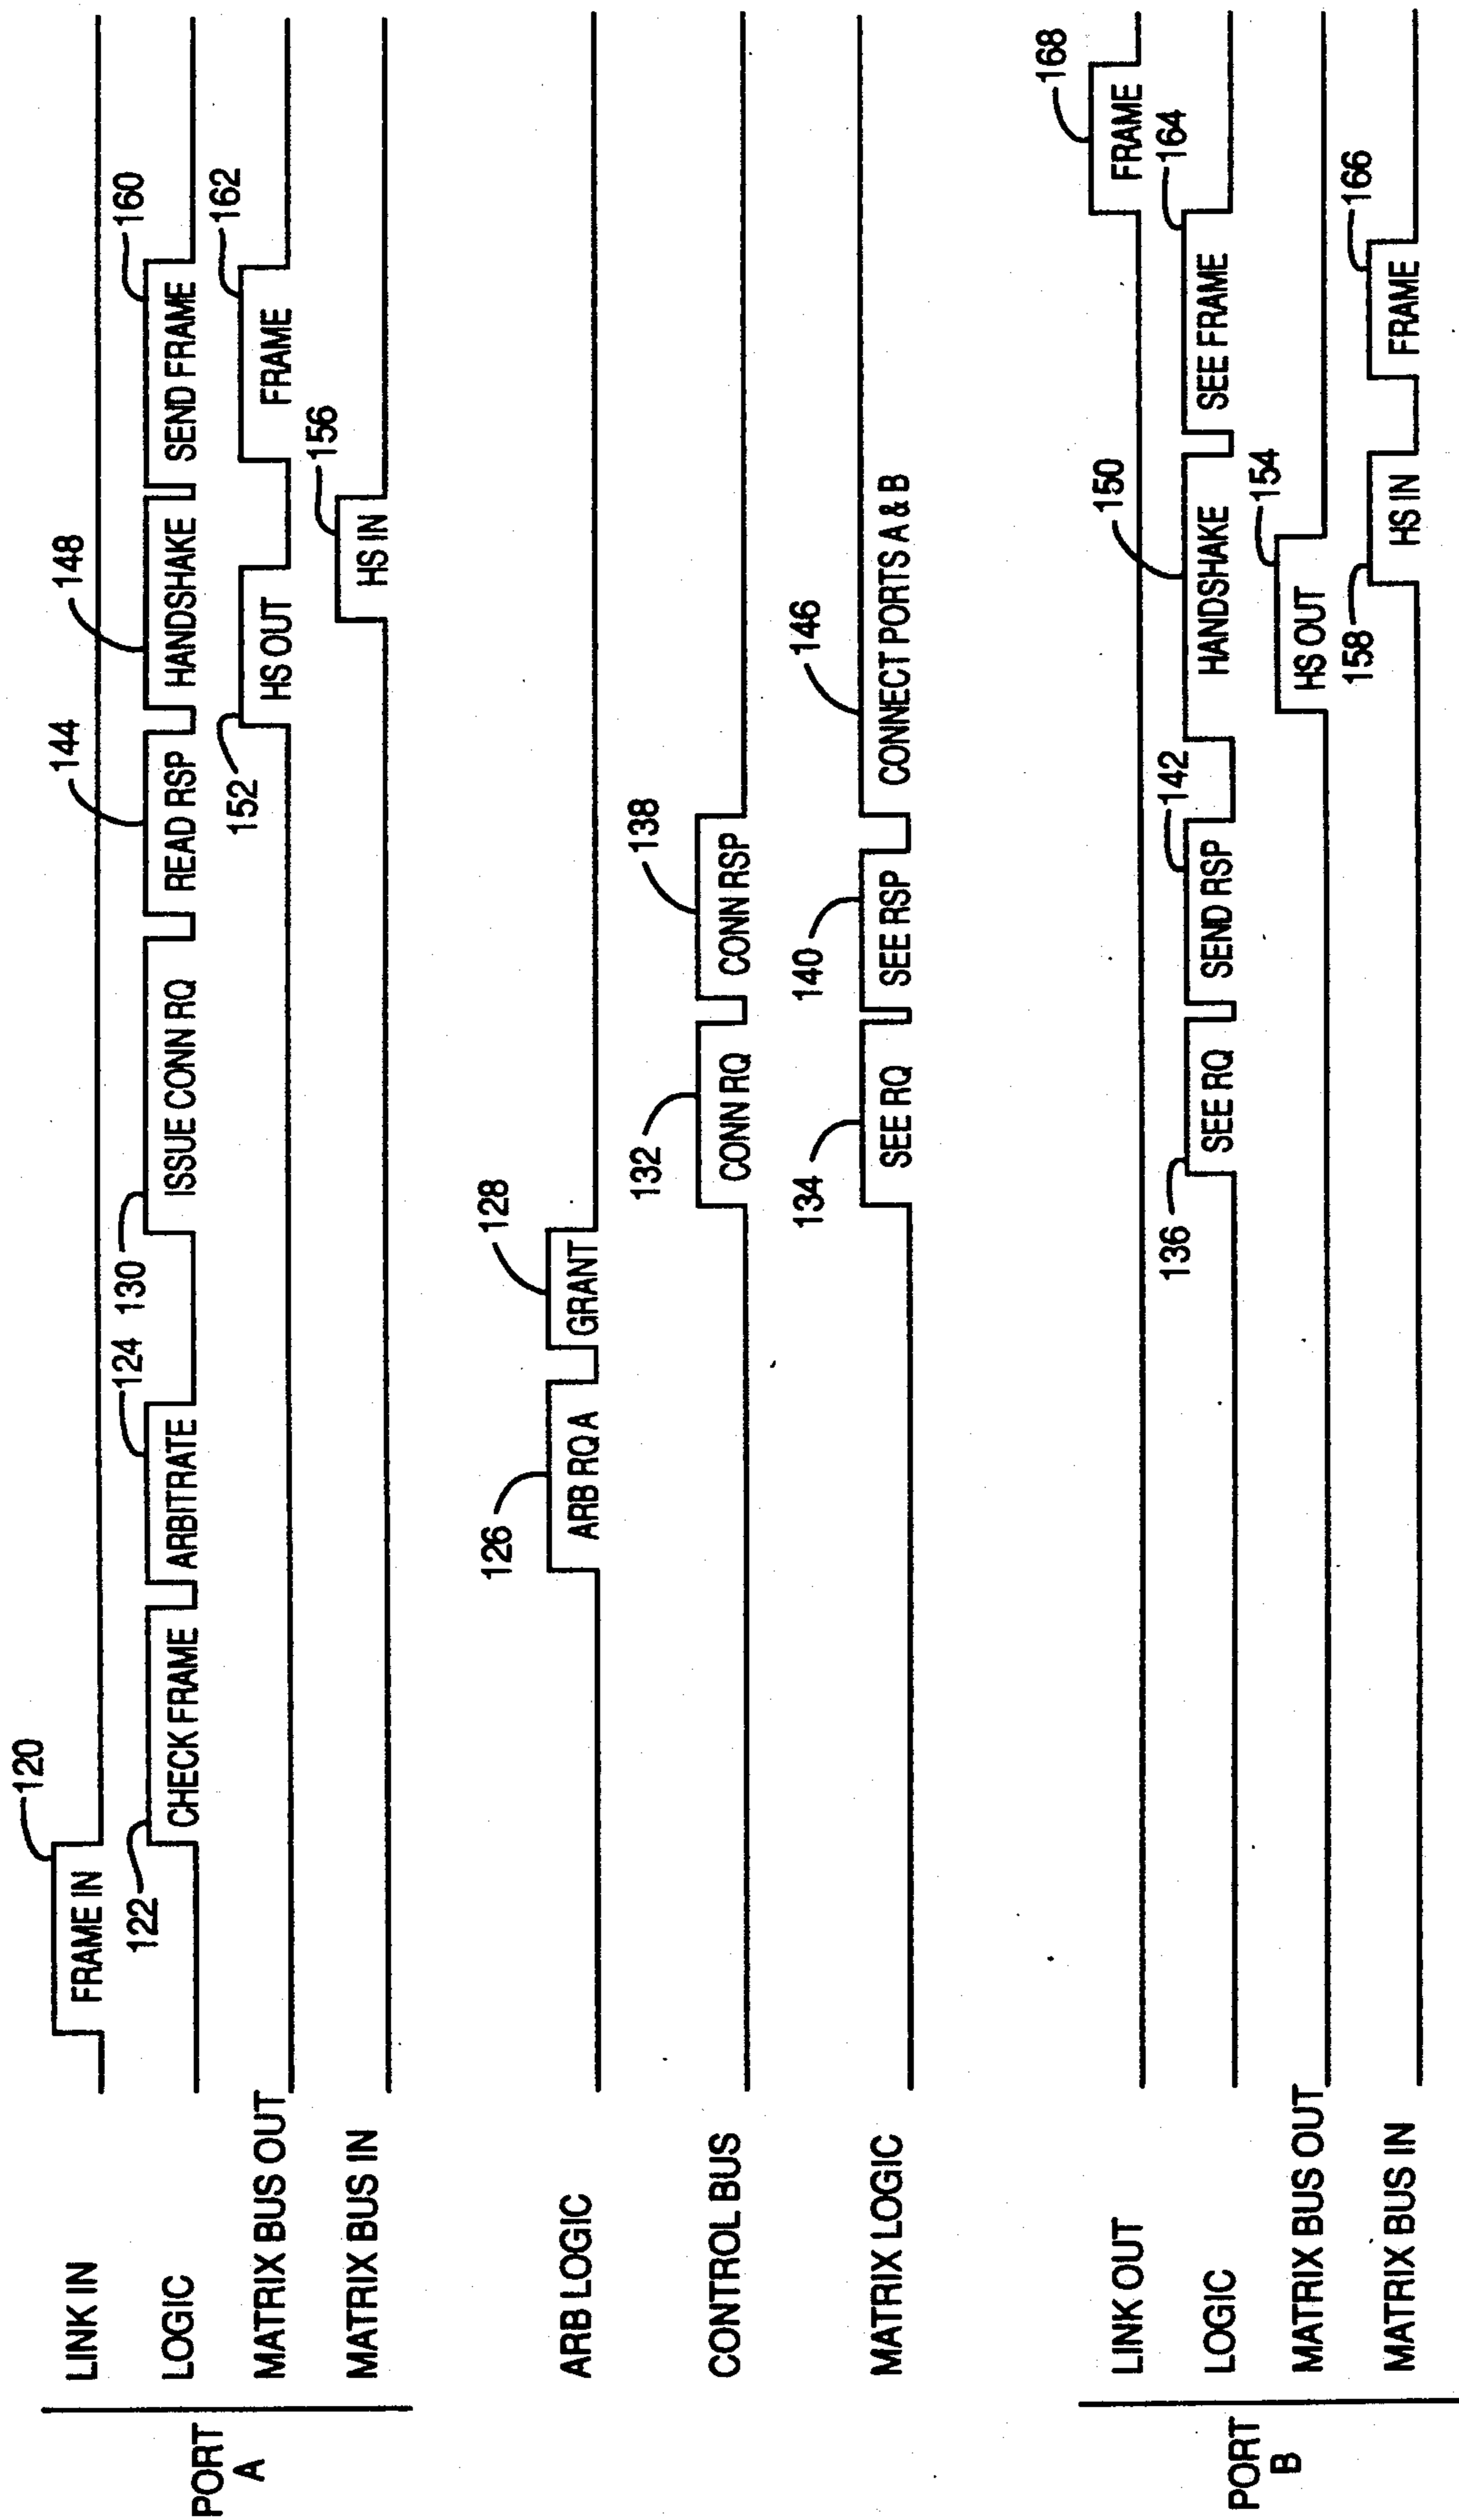 PORT A
LINK IN
120
FRAME IN
LOGIC
122
CHECK FRAME
124
ARBITRATE
130
ISSUE CONN RQ
144
READ RSP
148
HANDSHAKE
160
SEND FRAME
MATRIX BUS OUT
152
HS OUT
162
FRAME
MATRIX BUS IN
156
HS IN
ARB LOGIC
126
ARB RQ A
128
GRANT
CONTROL BUS
132
CONN RQ
138
CONN RSP
MATRIX LOGIC
134
SEE RQ
140
SEE RSP
146
CONNECT PORTS A & B
PORT B
LINK OUT
168
FRAME
LOGIC
136
SEE RQ
142
SEND RSP
150
HANDSHAKE
164
SEE FRAME
MATRIX BUS OUT
154
HS OUT
MATRIX BUS IN
158
HS IN
166
FRAME